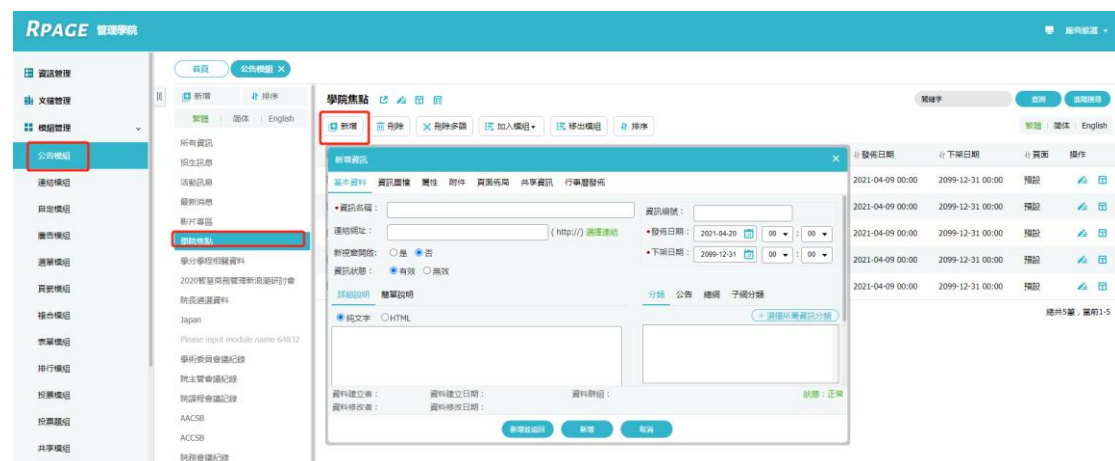 RPAGE 管理學院
資訊管理
文檔管理
模組管理
公告模組
連結模組
自定模組
廣告模組
選單模組
頁籤模組
複合模組
表單模組
排行模組
投票模組
投票題組
共享模組
首頁
公告模組
新增
排序
繁體 | 简体 | English
所有資訊
招生訊息
活動訊息
最新消息
影片專區
學院焦點
學分學程相關資料
2020智慧商務管理新浪潮研討會
院長遴選資料
Japan
Please input module name-64832
學術委員會議紀錄
院主管會議紀錄
院課程會議紀錄
AACSB
ACCSB
院務會議紀錄
學院焦點
關鍵字
查詢
進階搜尋
新增
刪除
刪除多語
加入模組
移出模組
排序
繁體 | 简体 | English
發佈日期 下架日期 頁面 操作
2021-04-09 00:00 2099-12-31 00:00 預設
2021-04-09 00:00 2099-12-31 00:00 預設
2021-04-09 00:00 2099-12-31 00:00 預設
2021-04-09 00:00 2099-12-31 00:00 預設
2021-04-09 00:00 2099-12-31 00:00 預設
總共5筆,當前1-5
新增資訊
基本資料 資訊圖檔 屬性 附件 頁面佈局 共享資訊 行事曆發佈
•資訊名稱:
資訊編號:
連結網址: ( http://) 選擇連結
•發佈日期: 2021-04-20 00 : 00
新視窗開啟: 是 否
•下架日期: 2099-12-31 00 : 00
資訊狀態: 有效 無效
詳細說明 簡單說明
分類 公告 總綱 子綱分類
純文字 HTML
+ 選擇所屬資訊分類
資料建立者: 資料建立日期: 資料群組: 狀態:正常
資料修改者: 資料修改日期:
新增並返回 新增 取消